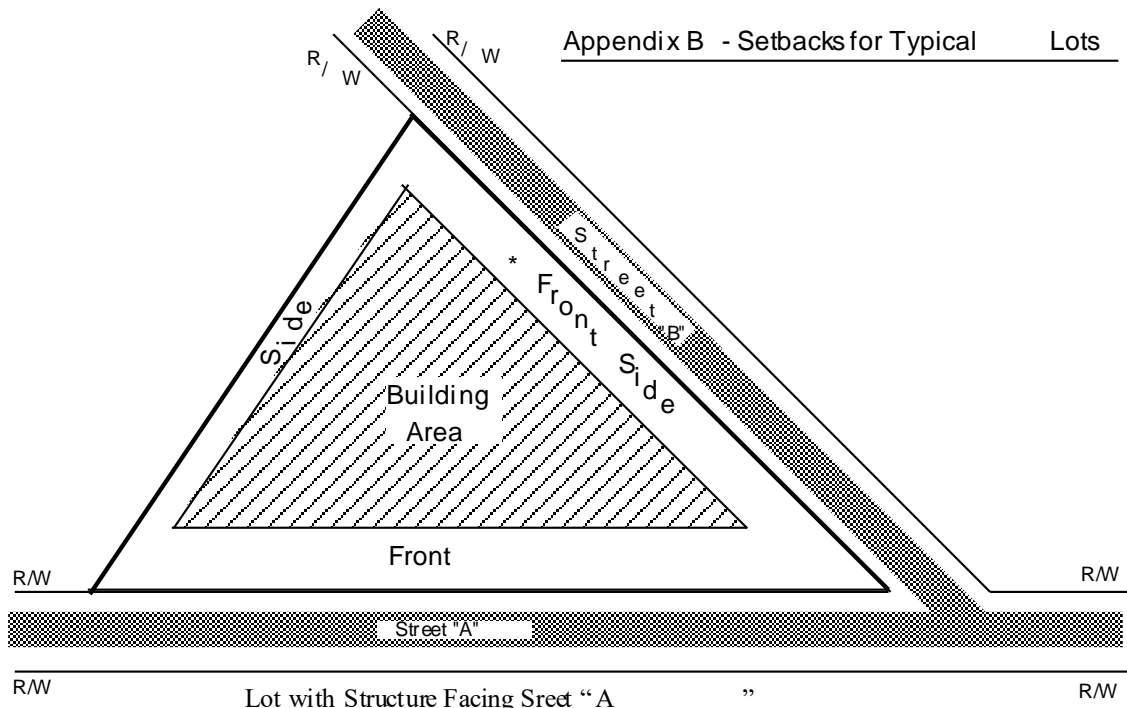 Appendix B - Setbacks for Typical Lots
R/W
R/W
Street "B"
* Front Side
Side
Building
Area
Front
R/W
R/W
Street "A"
R/W
R/W
Lot with Structure Facing Sreet “A ”